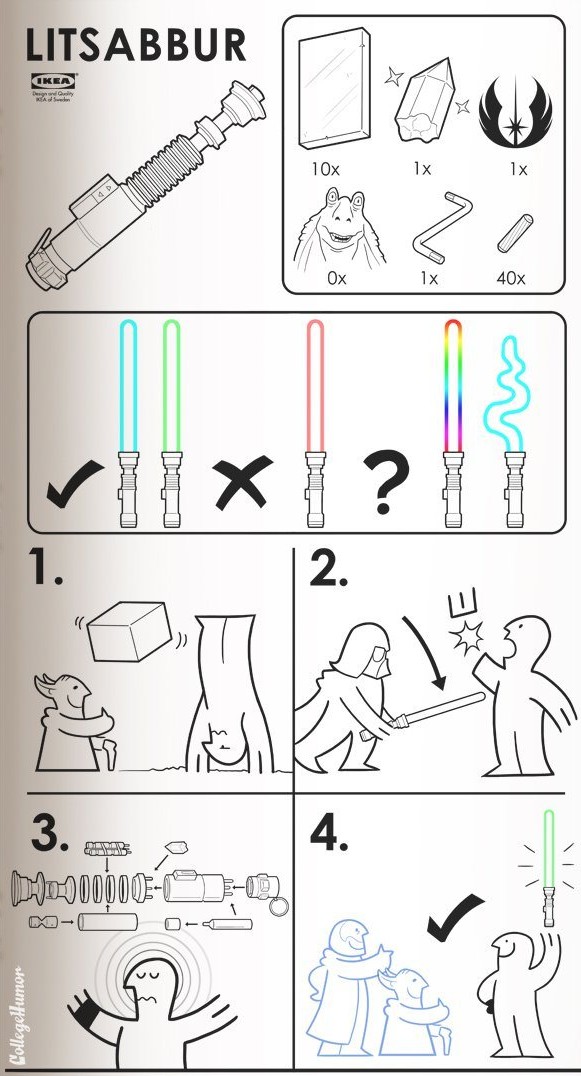 LITSABBUR
IKEA
Design and Quality
IKEA of Sweden
10x
1x
1x
0x
1x
40x
?
1.
2.
3.
4.
CollegeHumor